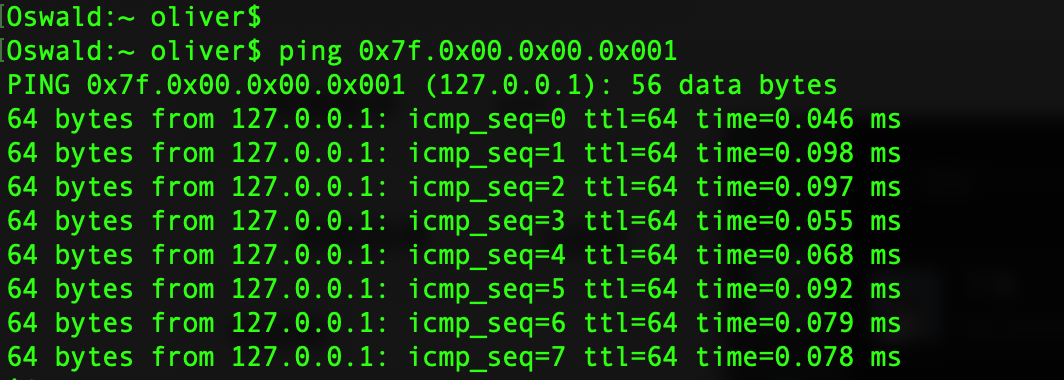 [Oswald:~ oliver$
[Oswald:~ oliver$ ping 0x7f.0x00.0x00.0x001
PING 0x7f.0x00.0x00.0x001 (127.0.0.1): 56 data bytes
64 bytes from 127.0.0.1: icmp_seq=0 ttl=64 time=0.046 ms
64 bytes from 127.0.0.1: icmp_seq=1 ttl=64 time=0.098 ms
64 bytes from 127.0.0.1: icmp_seq=2 ttl=64 time=0.097 ms
64 bytes from 127.0.0.1: icmp_seq=3 ttl=64 time=0.055 ms
64 bytes from 127.0.0.1: icmp_seq=4 ttl=64 time=0.068 ms
64 bytes from 127.0.0.1: icmp_seq=5 ttl=64 time=0.092 ms
64 bytes from 127.0.0.1: icmp_seq=6 ttl=64 time=0.079 ms
64 bytes from 127.0.0.1: icmp_seq=7 ttl=64 time=0.078 ms